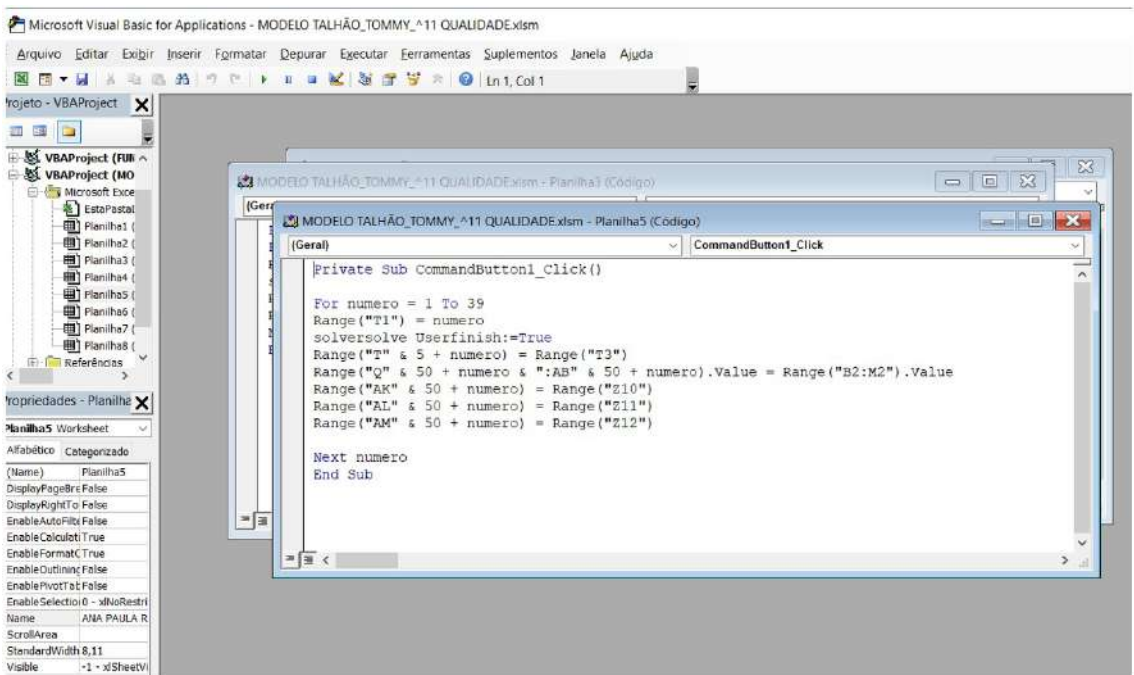 Microsoft Visual Basic for Applications - MODELO TALHÃO_TOMMY_^11 QUALIDADE.xlsm
Arquivo Editar Exibir Inserir Formatar Depurar Executar Ferramentas Suplementos Janela Ajuda
Ln 1, Col 1
Projeto - VBAProject
VBAProject (FUN
VBAProject (MO
Microsoft Exce
EstaPastaI
Planilha1 (
Planilha2 (
Planilha3 (
Planilha4 (
Planilha5 (
Planilha6 (
Planilha7 (
Planilha8 (
Referências
MODELO TALHÃO_TOMMY_^11 QUALIDADE.xlsm - Planilha3 (Código)
(Ger
MODELO TALHÃO_TOMMY_^11 QUALIDADE.xlsm - Planilha5 (Código)
(Geral) CommandButton1_Click
Private Sub CommandButton1_Click()
For numero = 1 To 39
Range("T1") = numero
solversolve Userfinish:=True
Range("T" & 5 + numero) = Range("T3")
Range("Q" & 50 + numero & ":AB" & 50 + numero).Value = Range("B2:M2").Value
Range("AK" & 50 + numero) = Range("Z10")
Range("AL" & 50 + numero) = Range("Z11")
Range("AM" & 50 + numero) = Range("Z12")
Next numero
End Sub
Propriedades - Planilha
Planilha5 Worksheet
Alfabético Categorizado
(Name) Planilha5
DisplayPageBre False
DisplayRightTo False
EnableAutoFilte False
EnableCalculati True
EnableFormatC True
EnableOutlining False
EnablePivotTab False
EnableSelection 0 - xlNoRestri
Name ANA PAULA R
ScrollArea
StandardWidth 8,11
Visible -1 - xlSheetVi